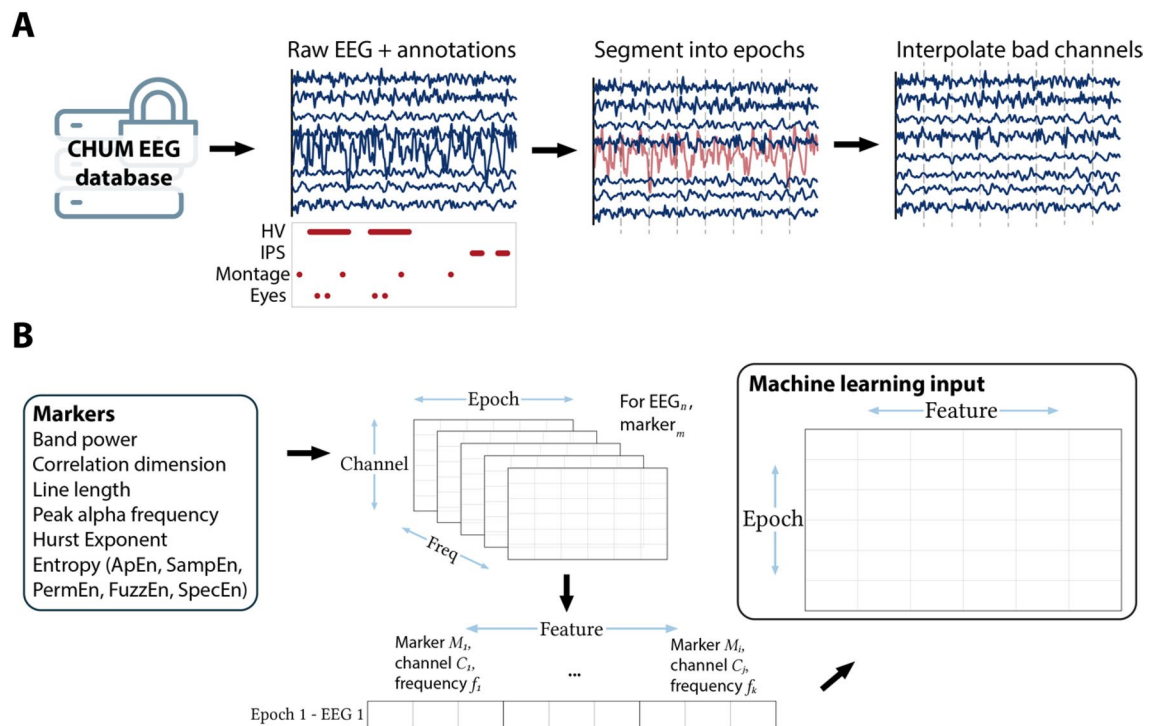 A
Raw EEG + annotations
Segment into epochs
Interpolate bad channels
CHUM EEG
database
HV
IPS
Montage
Eyes
B
Markers
Band power
Correlation dimension
Line length
Peak alpha frequency
Hurst Exponent
Entropy (ApEn, SampEn,
PermEn, FuzzEn, SpecEn)
Epoch
Channel
Freq
For EEGₙ,
markerₘ
Machine learning input
Feature
Epoch
Feature
Marker M₁,
channel C₁,
frequency f₁
...
Marker Mᵢ,
channel Cⱼ,
frequency fₖ
Epoch 1 - EEG 1